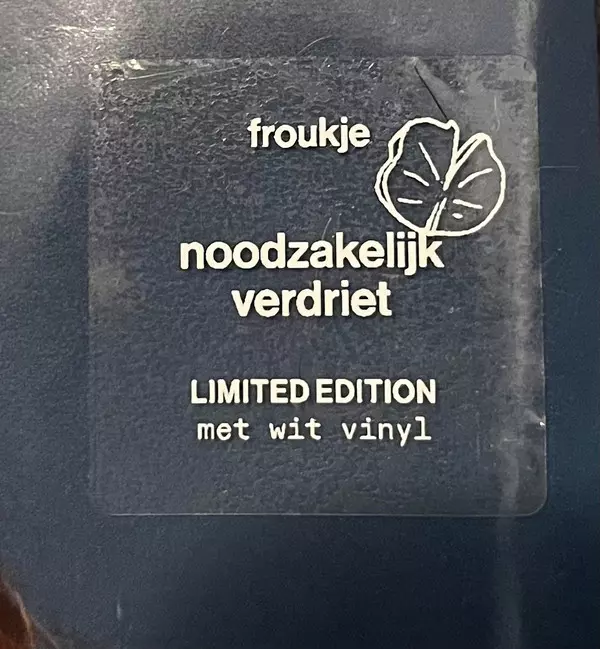 froukje
noodzakelijk
verdriet
LIMITED EDITION
met wit vinyl